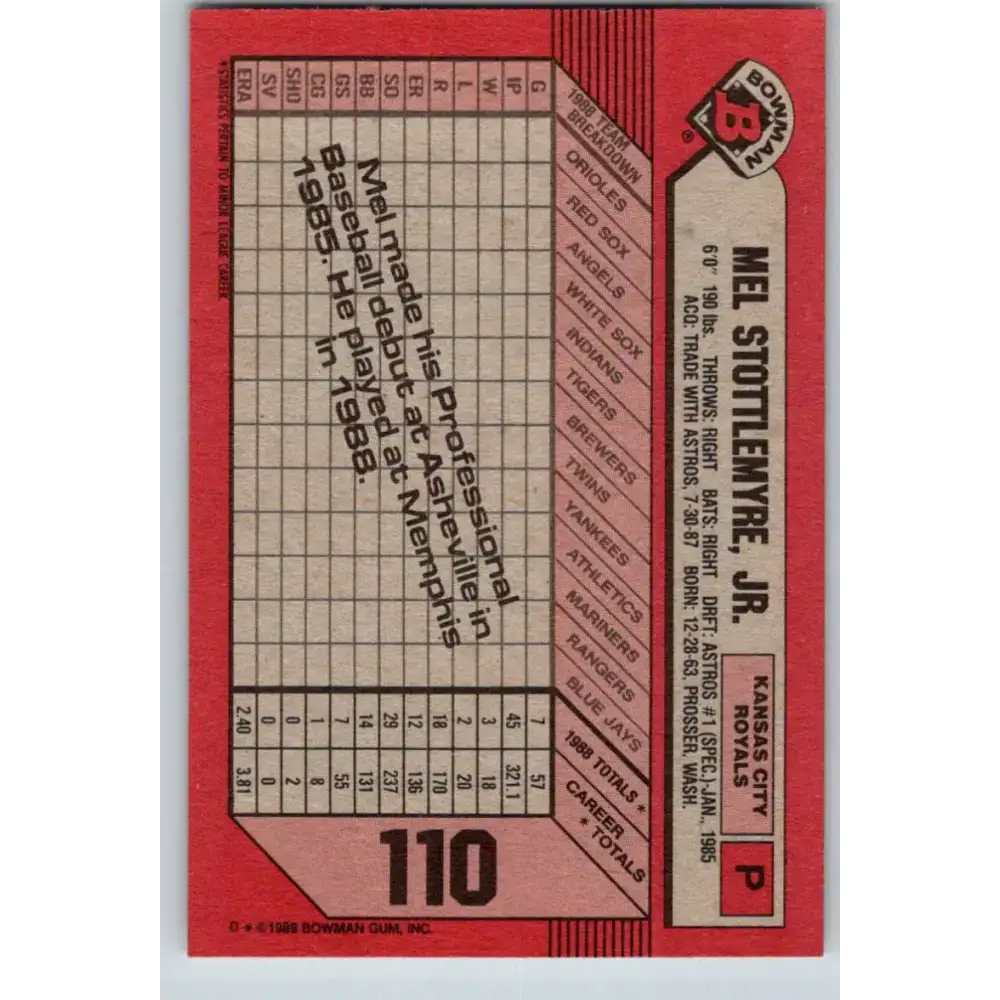 BOWMAN
B
®
MEL STOTTLEMYRE, JR.
KANSAS CITY
ROYALS
P
6'0" 190 lbs. THROWS: RIGHT BATS: RIGHT DRFT: ASTROS #1 (SPEC.)-JAN., 1985
ACQ: TRADE WITH ASTROS, 7-30-87 BORN: 12-28-63, PROSSER, WASH.
1988 TEAM
BREAKDOWN
ORIOLES
RED SOX
ANGELS
WHITE SOX
INDIANS
TIGERS
BREWERS
TWINS
YANKEES
ATHLETICS
MARINERS
RANGERS
BLUE JAYS
1988 TOTALS *
CAREER
* TOTALS
G 7 57
IP 45 321.1
W 3 18
L 2 20
R 18 170
ER 12 136
SO 29 237
BB 14 131
GS 7 55
CG 1 8
SHO 0 2
SV 0 0
ERA 2.40 3.81
Mel made his Professional
Baseball debut at Asheville in
1985. He played at Memphis
in 1988.
*STATISTICS PERTAIN TO MINOR LEAGUE CAREER
110
D * ©1989 BOWMAN GUM, INC.